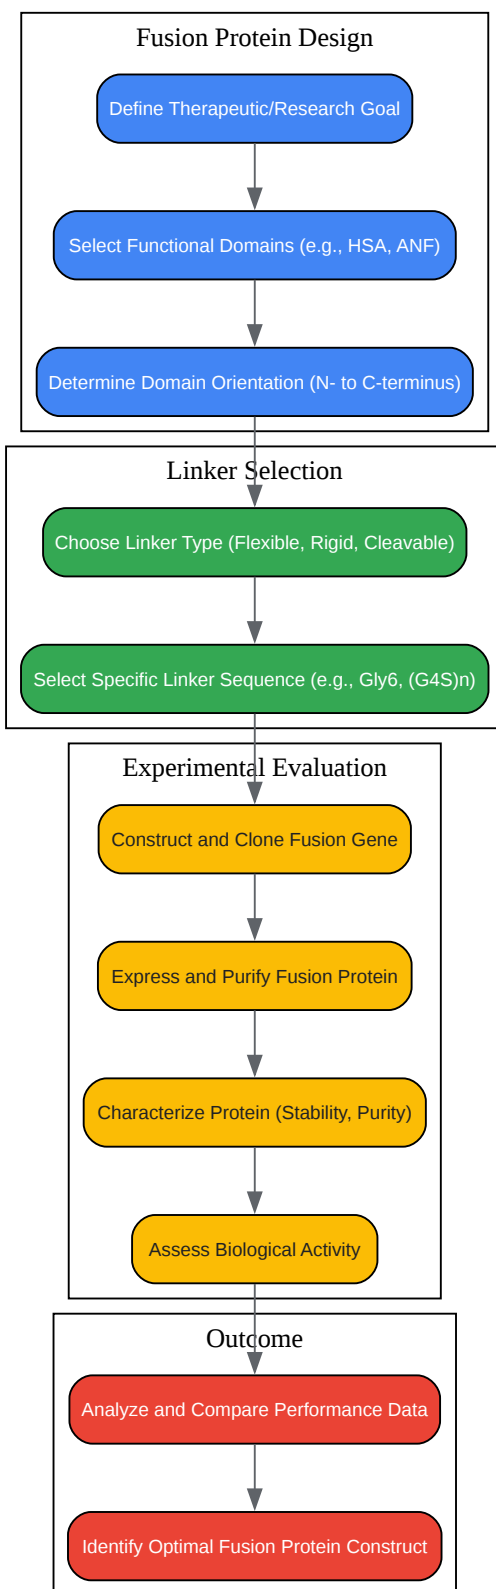 Fusion Protein Design
Define Therapeutic/Research Goal
Select Functional Domains (e.g., HSA, ANF)
Determine Domain Orientation (N- to C-terminus)
Linker Selection
Choose Linker Type (Flexible, Rigid, Cleavable)
Select Specific Linker Sequence (e.g., Gly6, (G4S)n)
Experimental Evaluation
Construct and Clone Fusion Gene
Express and Purify Fusion Protein
Characterize Protein (Stability, Purity)
Assess Biological Activity
Outcome
Analyze and Compare Performance Data
Identify Optimal Fusion Protein Construct